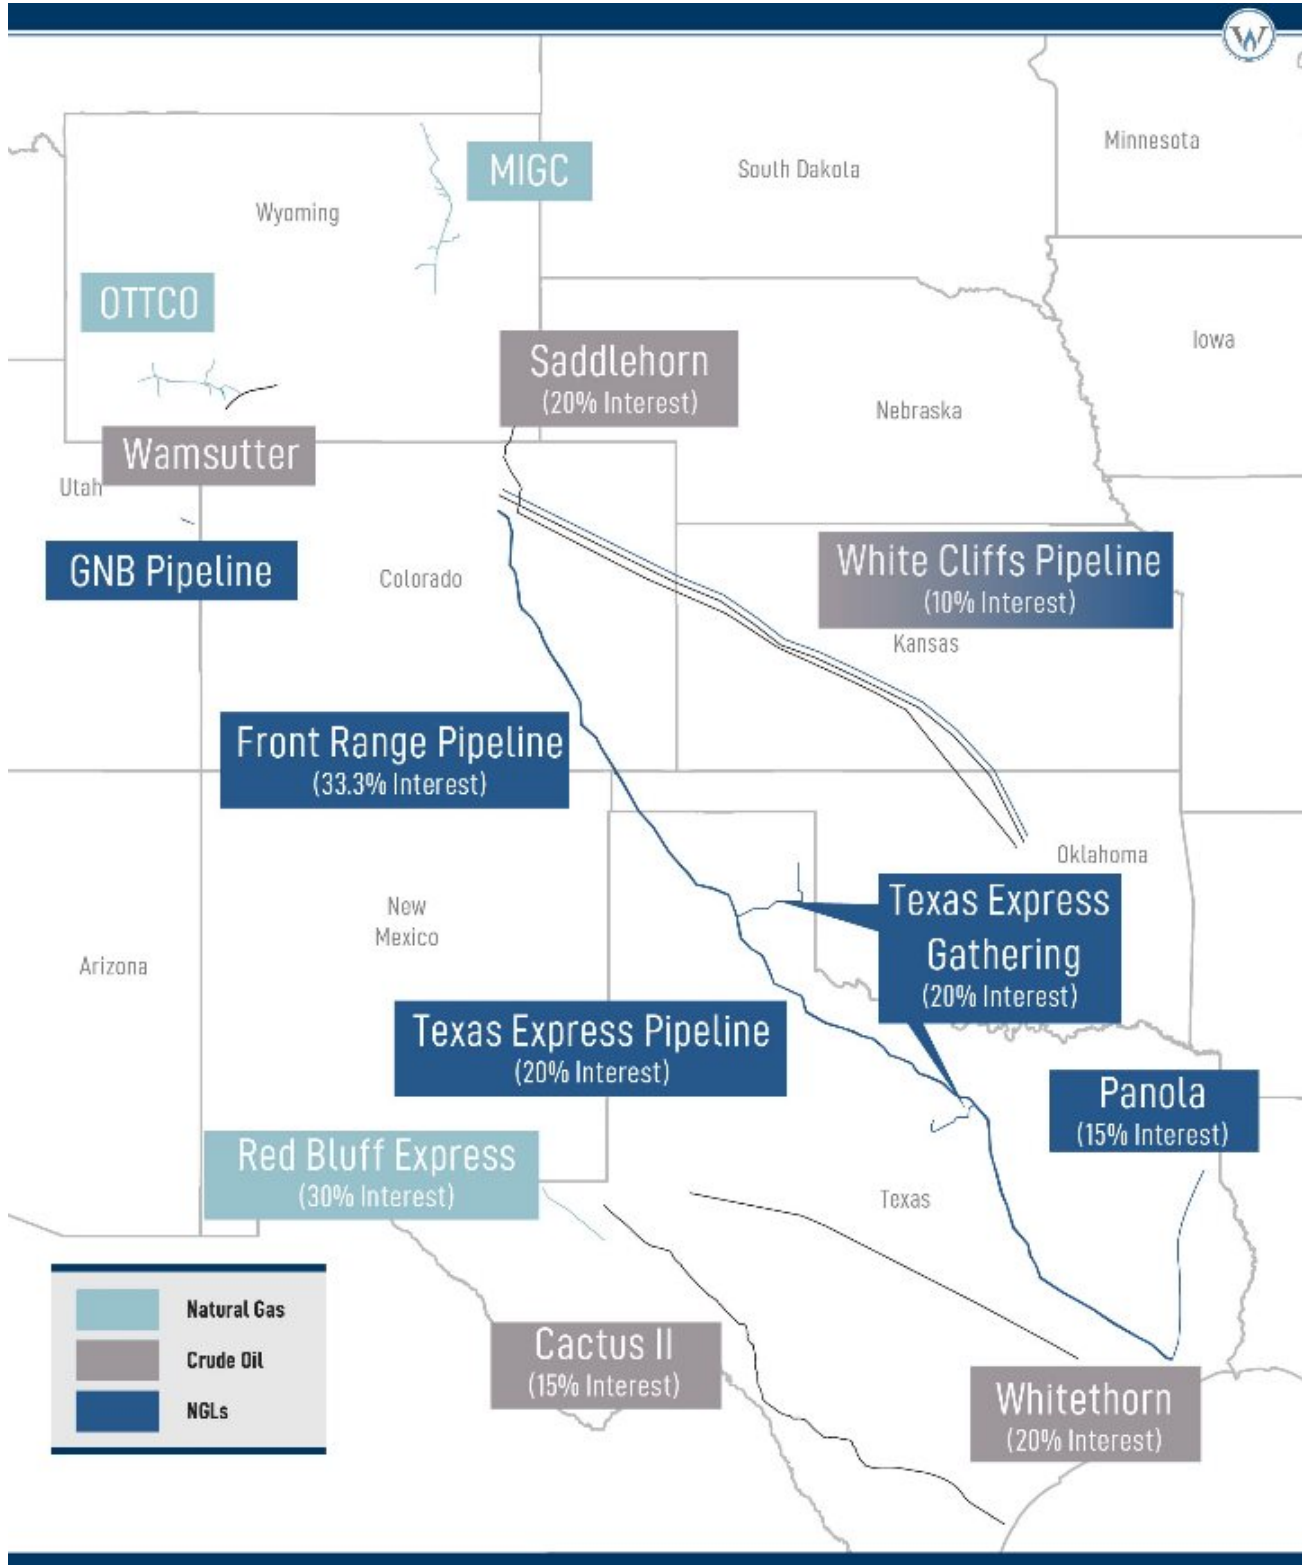 W
Minnesota
South Dakota
MIGC
Wyoming
OTTCO
Iowa
Saddlehorn
(20% Interest)
Nebraska
Wamsutter
Utah
White Cliffs Pipeline
(10% Interest)
GNB Pipeline
Colorado
Kansas
Front Range Pipeline
(33.3% Interest)
Oklahoma
Texas Express
Gathering
(20% Interest)
New
Mexico
Arizona
Texas Express Pipeline
(20% Interest)
Panola
(15% Interest)
Red Bluff Express
(30% Interest)
Texas
Natural Gas
Crude Oil
NGLs
Cactus II
(15% Interest)
Whitethorn
(20% Interest)